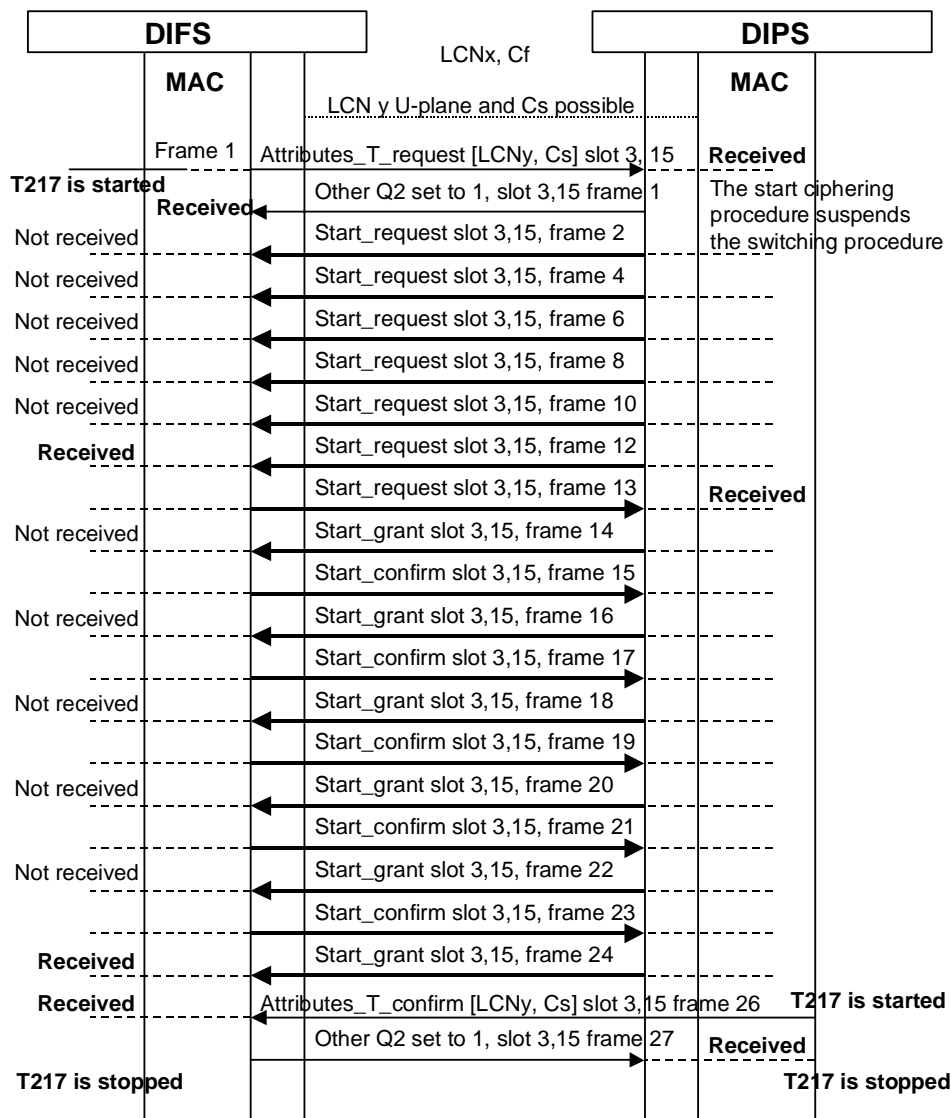 DIFS
DIPS
LCNx, Cf
MAC
MAC
LCN y U-plane and Cs possible
Frame 1
Attributes_T_request [LCNy, Cs] slot 3, 15
Received
T217 is started
Received
Other Q2 set to 1, slot 3,15 frame 1
The start ciphering
procedure suspends
the switching procedure
Not received
Start_request slot 3,15, frame 2
Not received
Start_request slot 3,15, frame 4
Not received
Start_request slot 3,15, frame 6
Not received
Start_request slot 3,15, frame 8
Not received
Start_request slot 3,15, frame 10
Received
Start_request slot 3,15, frame 12
Start_request slot 3,15, frame 13
Received
Not received
Start_grant slot 3,15, frame 14
Start_confirm slot 3,15, frame 15
Not received
Start_grant slot 3,15, frame 16
Start_confirm slot 3,15, frame 17
Not received
Start_grant slot 3,15, frame 18
Start_confirm slot 3,15, frame 19
Not received
Start_grant slot 3,15, frame 20
Start_confirm slot 3,15, frame 21
Not received
Start_grant slot 3,15, frame 22
Start_confirm slot 3,15, frame 23
Received
Start_grant slot 3,15, frame 24
Received
Attributes_T_confirm [LCNy, Cs] slot 3,15 frame 26
T217 is started
Other Q2 set to 1, slot 3,15 frame 27
Received
T217 is stopped
T217 is stopped